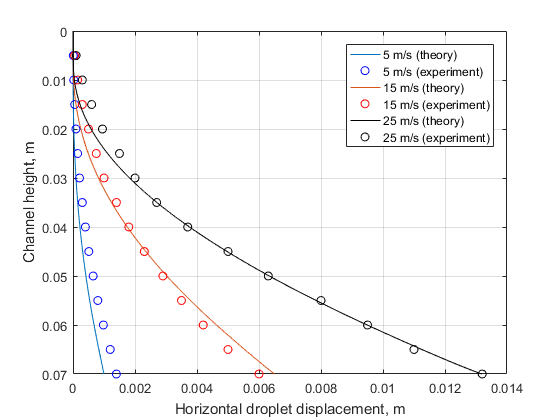 0
0.01
0.02
0.03
0.04
0.05
0.06
0.07
Channel height, m
5 m/s (theory)
5 m/s (experiment)
15 m/s (theory)
15 m/s (experiment)
25 m/s (theory)
25 m/s (experiment)
0 0.002 0.004 0.006 0.008 0.01 0.012 0.014
Horizontal droplet displacement, m